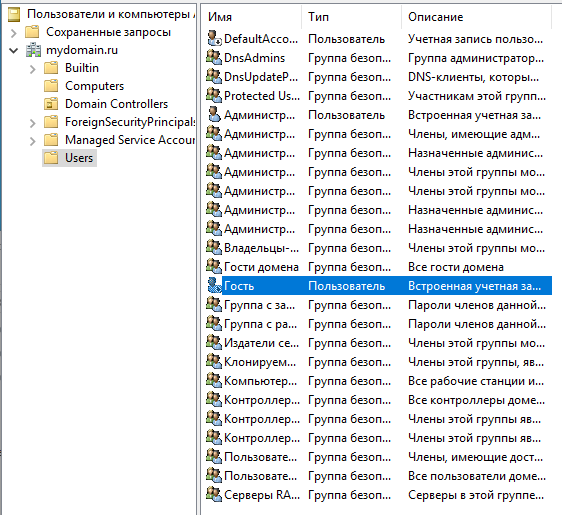 Пользователи и компьютеры A
Сохраненные запросы
mydomain.ru
Builtin
Computers
Domain Controllers
ForeignSecurityPrincipals
Managed Service Accour
Users
Имя Тип Описание
DefaultAcco... Пользователь Учетная запись пользо...
DnsAdmins Группа безоп... Группа администратор...
DnsUpdateP... Группа безоп... DNS-клиенты, которы...
Protected Us... Группа безоп... Участникам этой групп...
Админист... Пользователь Встроенная учетная за...
Админист... Группа безоп... Члены, имеющие адм...
Админист... Группа безоп... Назначенные админис...
Админист... Группа безоп... Члены этой группы мо...
Админист... Группа безоп... Назначенные админис...
Админист... Группа безоп... Назначенные админис...
Админист... Группа безоп... Члены этой группы мо...
Владельцы-... Группа безоп... Члены этой группы мо...
Гости домена Группа безоп... Все гости домена
Гость Пользователь Встроенная учетная за...
Группа с за... Группа безоп... Пароли членов данной...
Группа с ра... Группа безоп... Пароли членов данной...
Издатели се... Группа безоп... Члены этой группы мо...
Клонируем... Группа безоп... Члены этой группы, яв...
Компьютер... Группа безоп... Все рабочие станции и...
Контроллер... Группа безоп... Все контроллеры доме...
Контроллер... Группа безоп... Члены этой группы яв...
Контроллер... Группа безоп... Члены этой группы яв...
Пользовате... Группа безоп... Члены, имеющие дост...
Пользовате... Группа безоп... Все пользователи доме...
Серверы RA... Группа безоп... Серверы в этой группе...